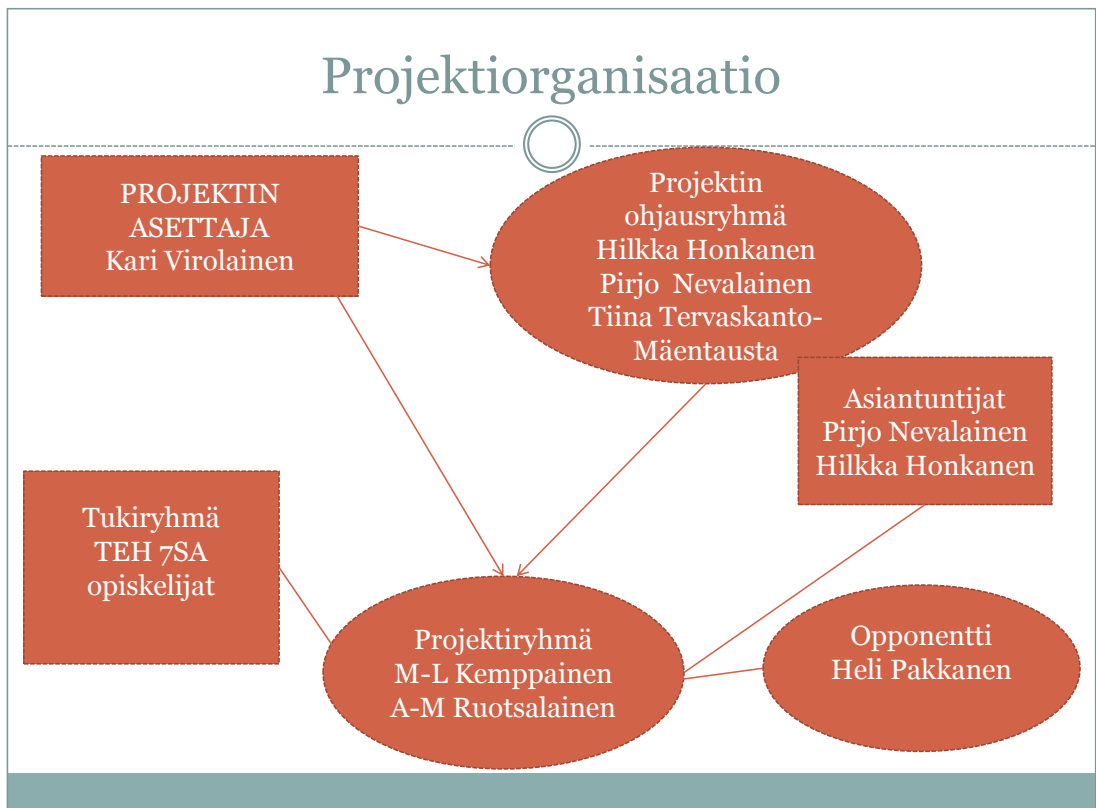 Projektiorganisaatio
PROJEKTIN
ASETTAJA
Kari Virolainen
Projektin
ohjausryhmä
Hilkka Honkanen
Pirjo Nevalainen
Tiina Tervaskanto-
Mäentausta
Asiantuntijat
Pirjo Nevalainen
Hilkka Honkanen
Tukiryhmä
TEH 7SA
opiskelijat
Projektiryhmä
M-L Kemppainen
A-M Ruotsalainen
Opponentti
Heli Pakkanen